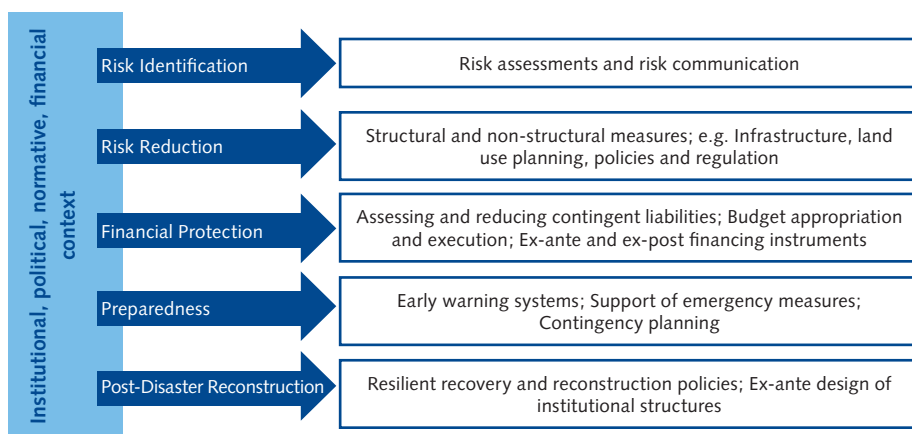 Institutional, political, normative, financial
context
Risk Identification
Risk assessments and risk communication
Risk Reduction
Structural and non-structural measures; e.g. Infrastructure, land
use planning, policies and regulation
Financial Protection
Assessing and reducing contingent liabilities; Budget appropriation
and execution; Ex-ante and ex-post financing instruments
Preparedness
Early warning systems; Support of emergency measures;
Contingency planning
Post-Disaster Reconstruction
Resilient recovery and reconstruction policies; Ex-ante design of
institutional structures